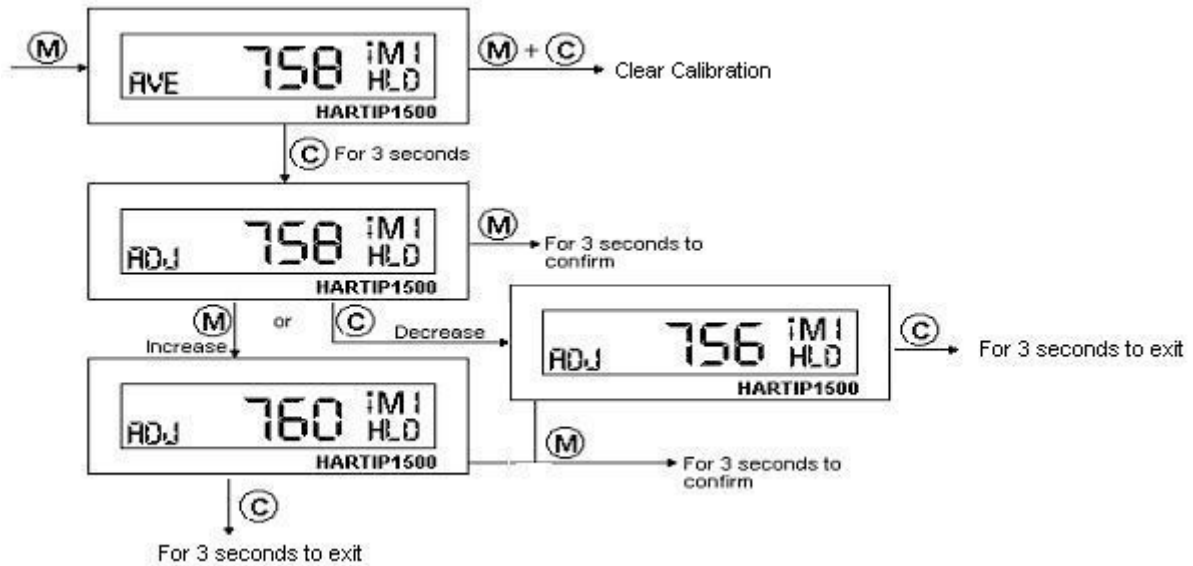 M
AVE 758 ¡M1
HLD
HARTIP1500
M + C
Clear Calibration
C For 3 seconds
ADJ 758 ¡M1
HLD
HARTIP1500
M
For 3 seconds to
confirm
M or C
Increase
Decrease
ADJ 756 ¡M1
HLD
HARTIP1500
C
For 3 seconds to exit
ADJ 760 ¡M1
HLD
HARTIP1500
M
For 3 seconds to
confirm
C
For 3 seconds to exit